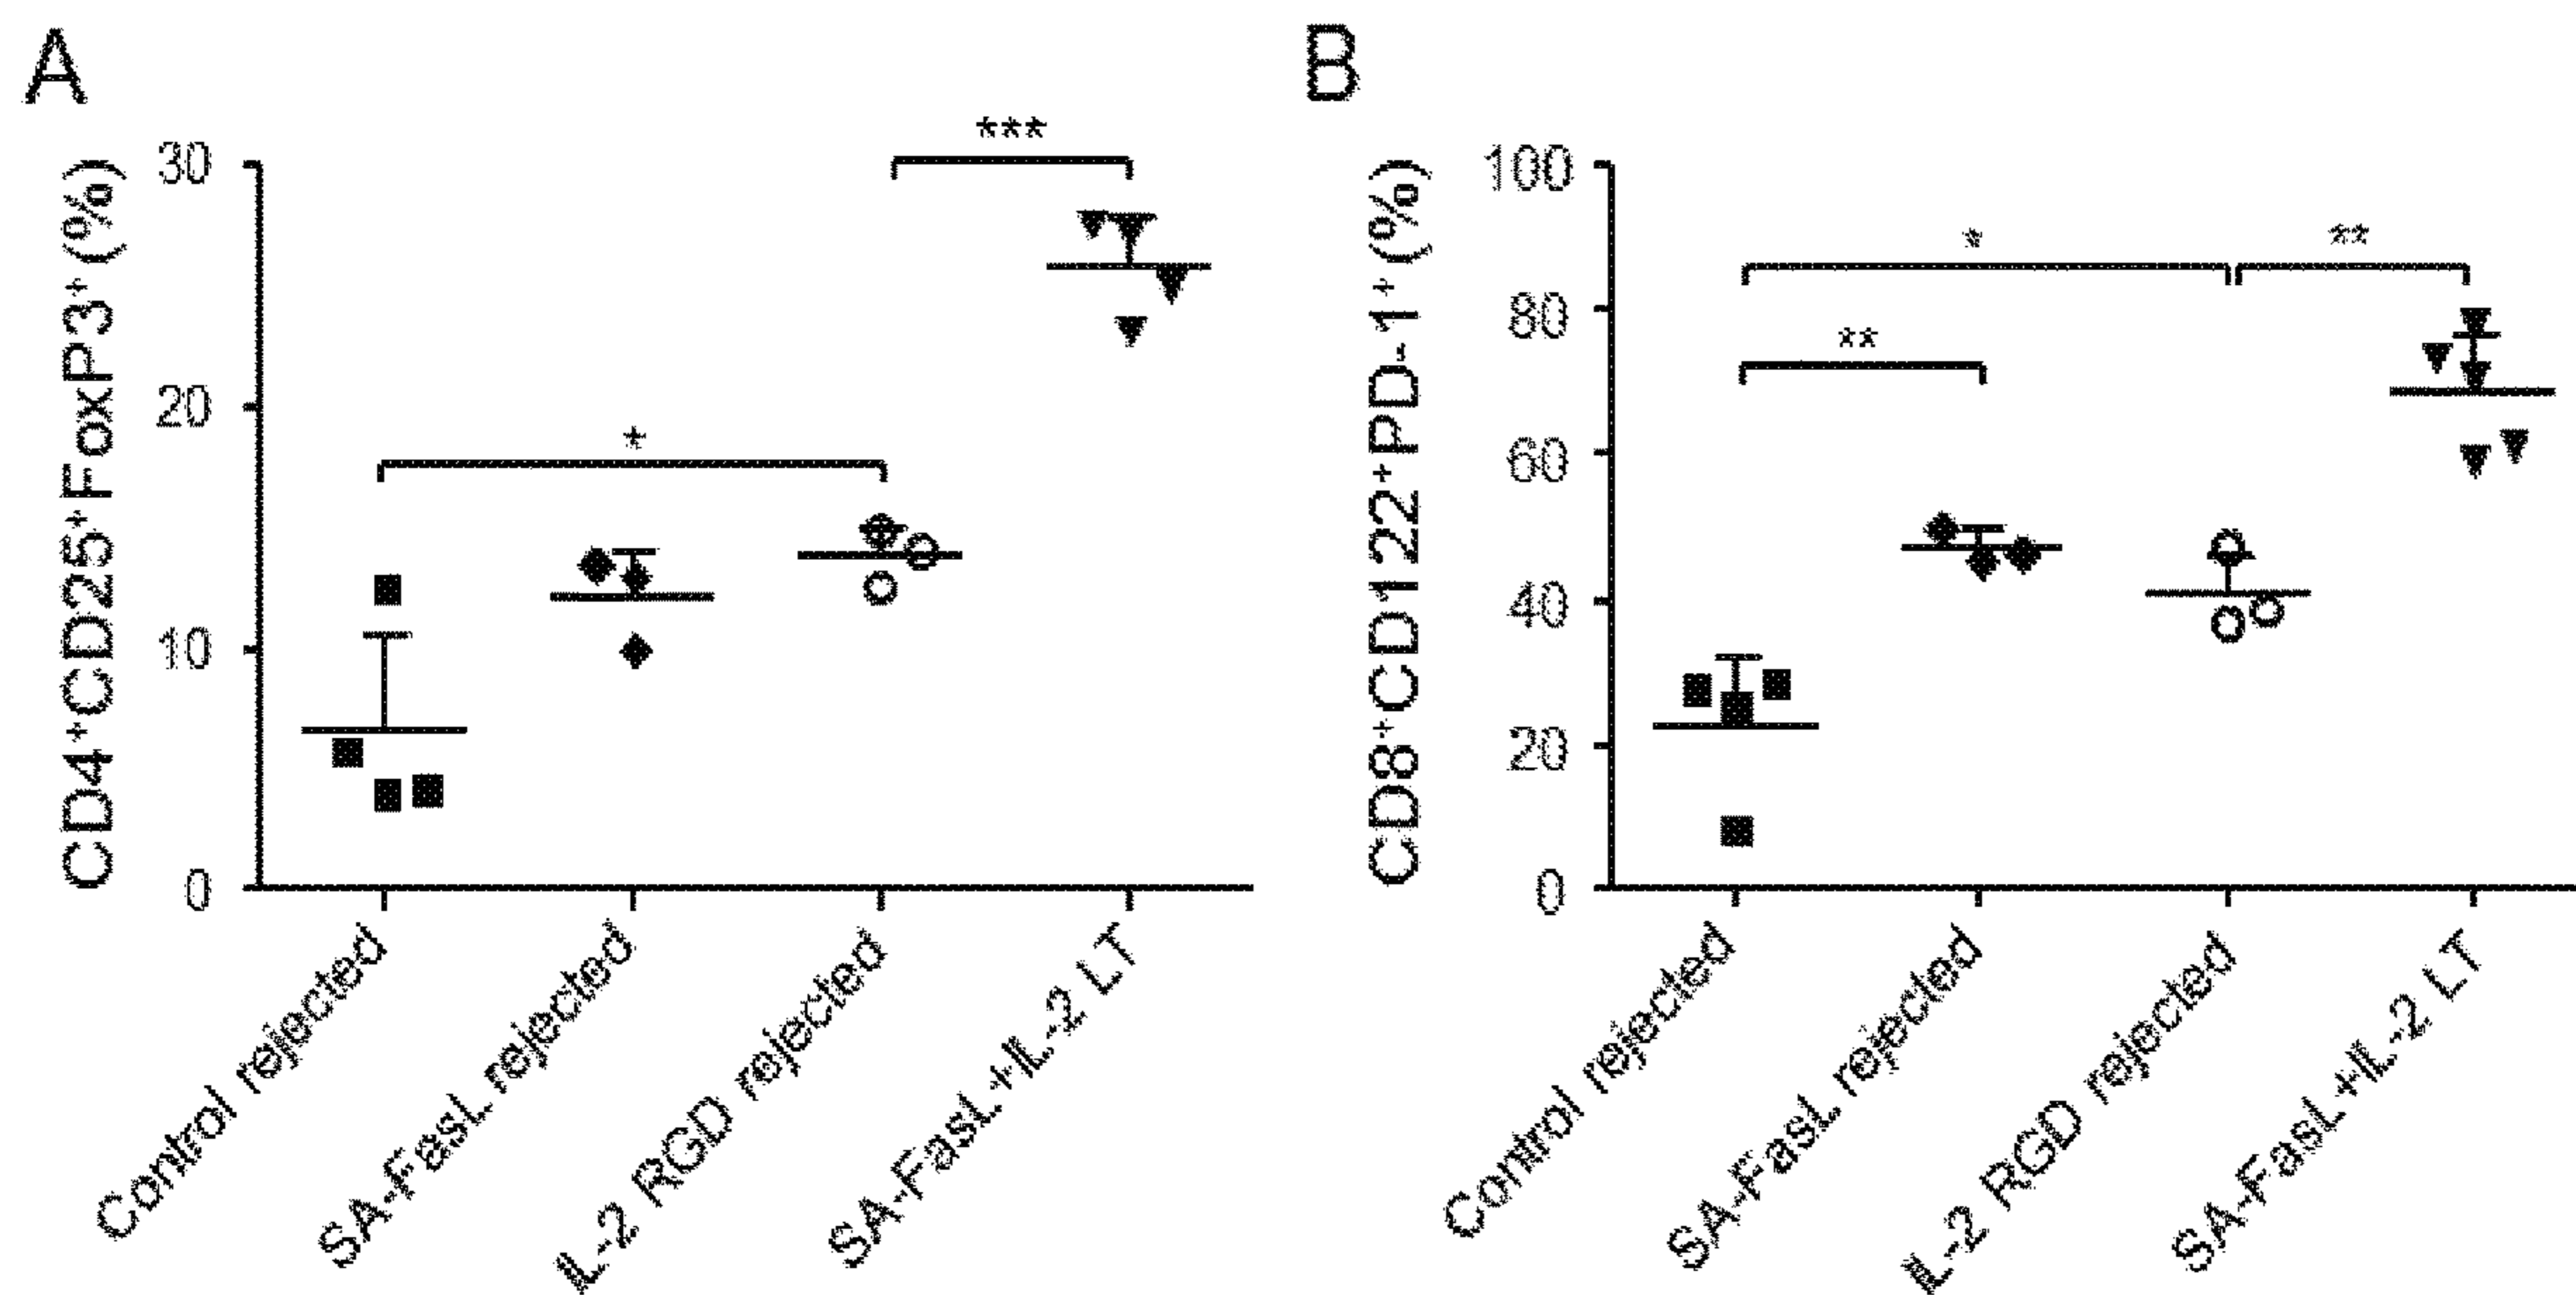 A
CD4⁺CD25⁺FoxP3⁺ (%)
30
20
10
0
***
*
Control rejected
SA-FasL rejected
IL-2 RGD rejected
SA-FasL+IL-2 LT
B
CD8⁺CD122⁺PD-1⁺ (%)
100
80
60
40
20
0
*
**
**
Control rejected
SA-FasL rejected
IL-2 RGD rejected
SA-FasL+IL-2 LT